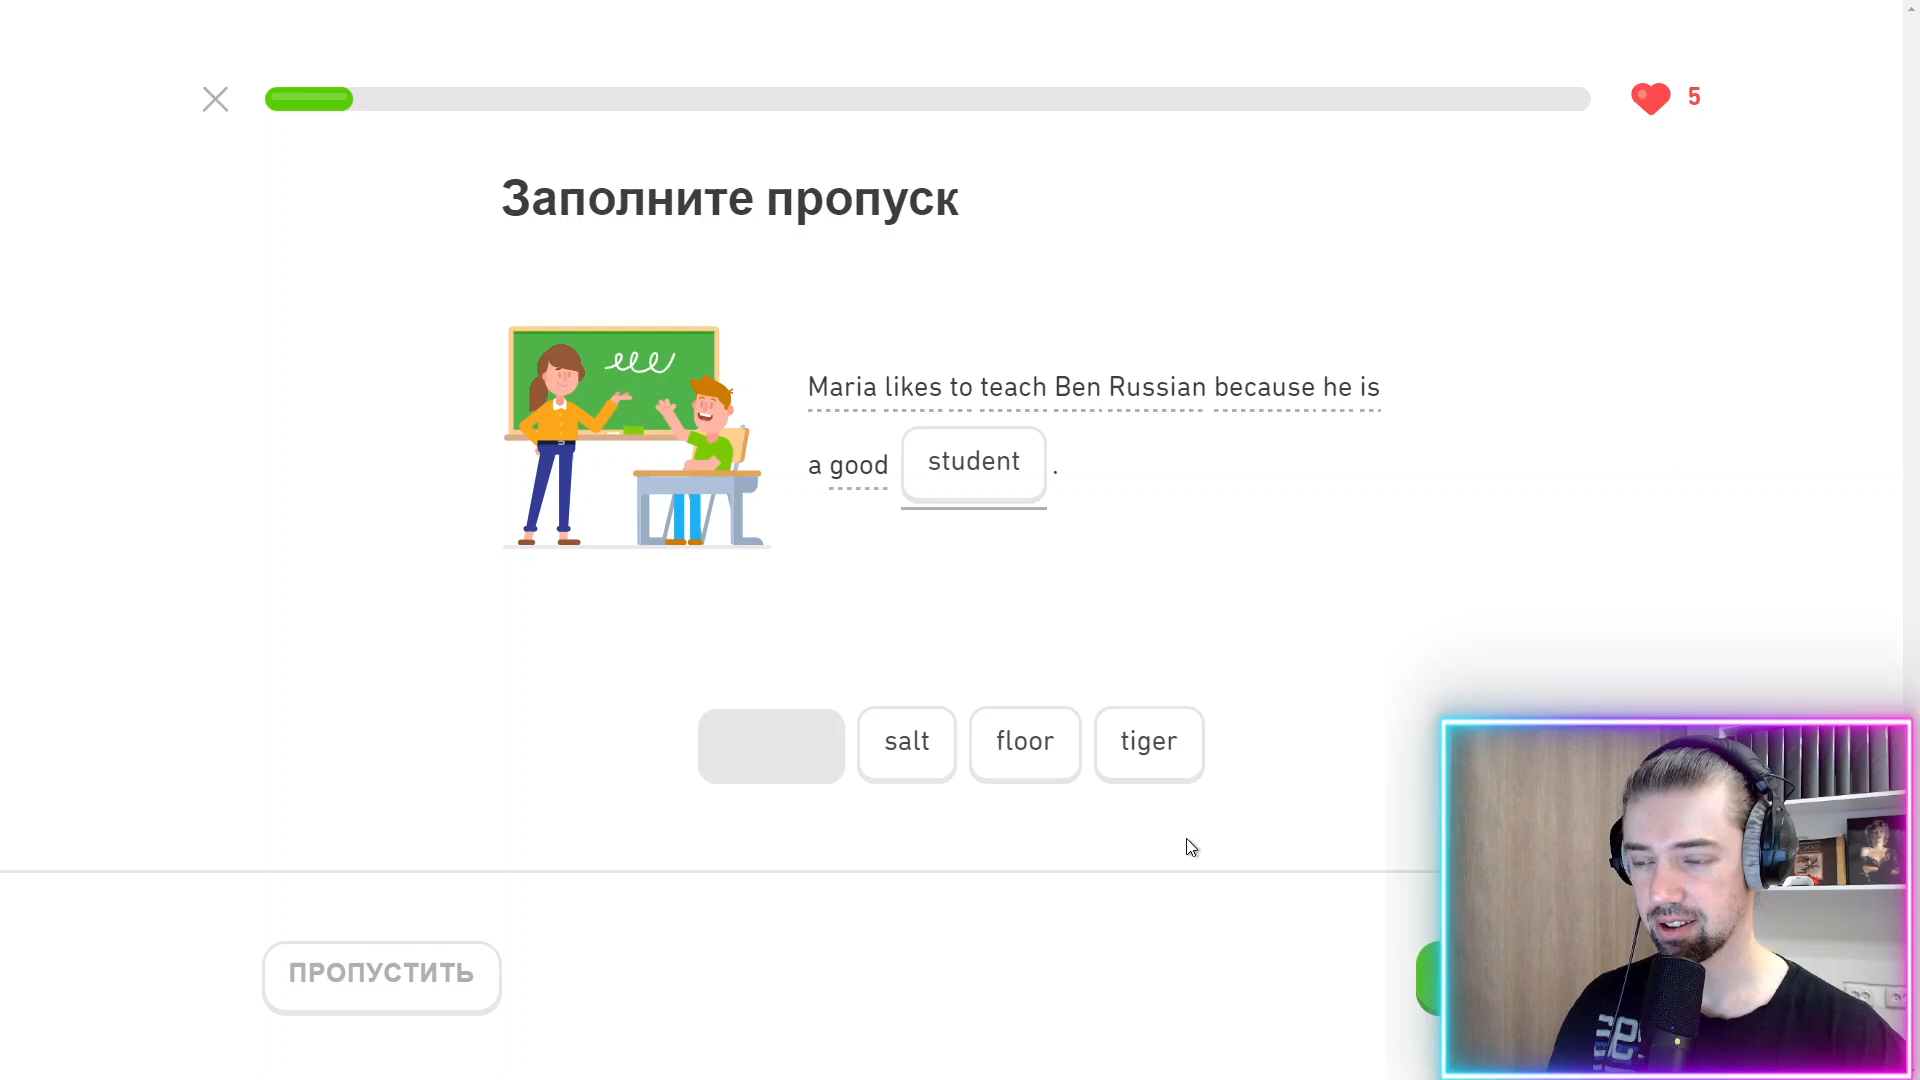 5
Заполните пропуск
Maria likes to teach Ben Russian because he is
a good student .
salt floor tiger
ПРОПУСТИТЬ